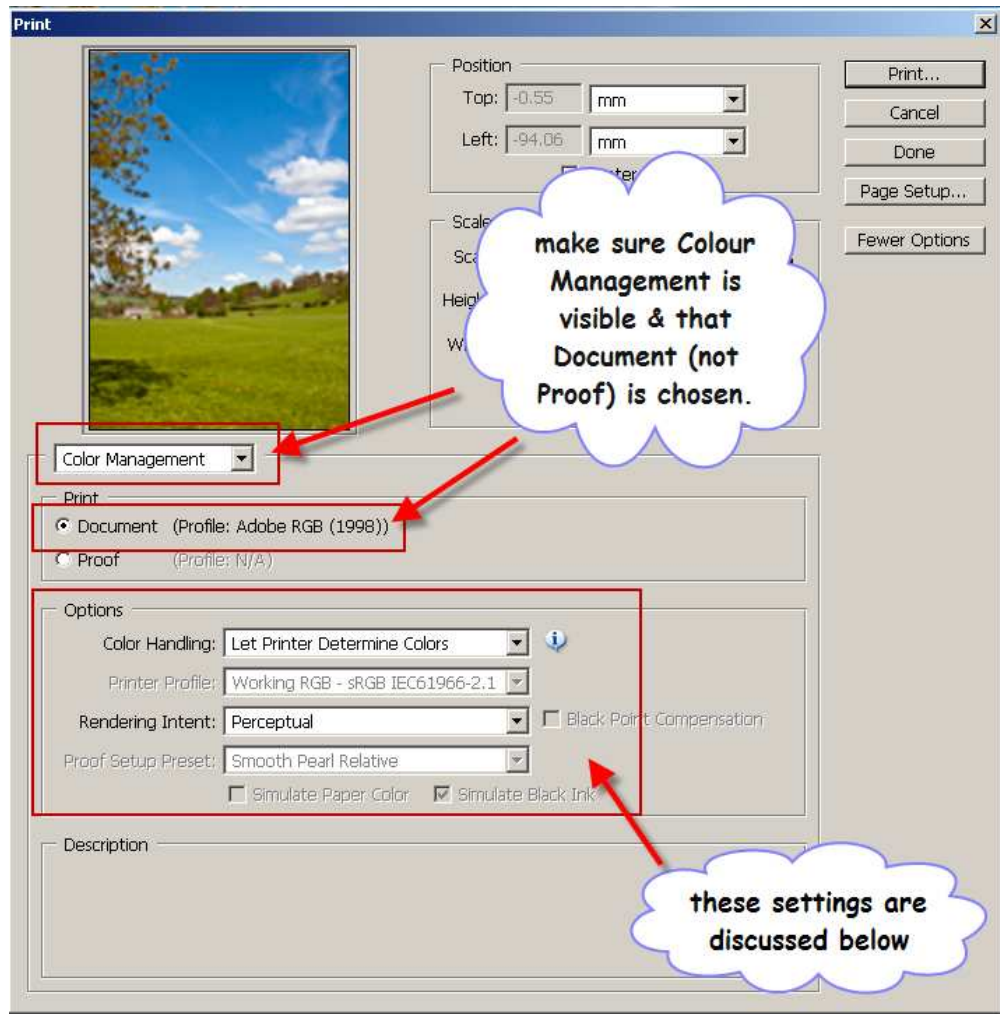 Print
Position
Top: -0.55 mm
Left: -94.06 mm
Print...
Cancel
Done
Page Setup...
Fewer Options
make sure Colour
Management is
visible & that
Document (not
Proof) is chosen.
Color Management
Print
Document (Profile: Adobe RGB (1998))
Proof (Profile: N/A)
Options
Color Handling: Let Printer Determine Colors
Printer Profile: Working RGB - sRGB IEC61966-2.1
Rendering Intent: Perceptual
Black Point Compensation
Proof Setup Preset: Smooth Pearl Relative
Simulate Paper Color Simulate Black Ink
Description
these settings are
discussed below